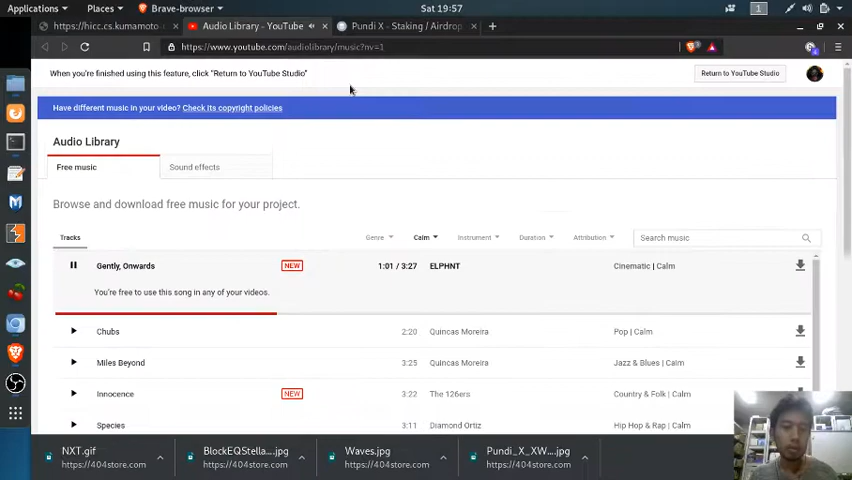 Applications Places Brave-browser Sat 19:57 1
https://hicc.cs.kumamoto Audio Library - YouTube Pundi X - Staking / Airdrop
https://www.youtube.com/audiolibrary/music?nv=1
When you're finished using this feature, click "Return to YouTube Studio" Return to YouTube Studio
Have different music in your video? Check its copyright policies
Audio Library
Free music Sound effects
Browse and download free music for your project.
Tracks Genre Calm Instrument Duration Attribution Search music
Gently, Onwards NEW 1:01 / 3:27 ELPHNT Cinematic | Calm
You're free to use this song in any of your videos.
Chubs 2:20 Quincas Moreira Pop | Calm
Miles Beyond 3:25 Quincas Moreira Jazz & Blues | Calm
Innocence NEW 3:22 The 126ers Country & Folk | Calm
Species 3:11 Diamond Ortiz Hip Hop & Rap | Calm
NXT.gif BlockEQStella....jpg Waves.jpg Pundi_X_XW....jpg
https://404store.com https://404store.com https://404store.com https://404store.com